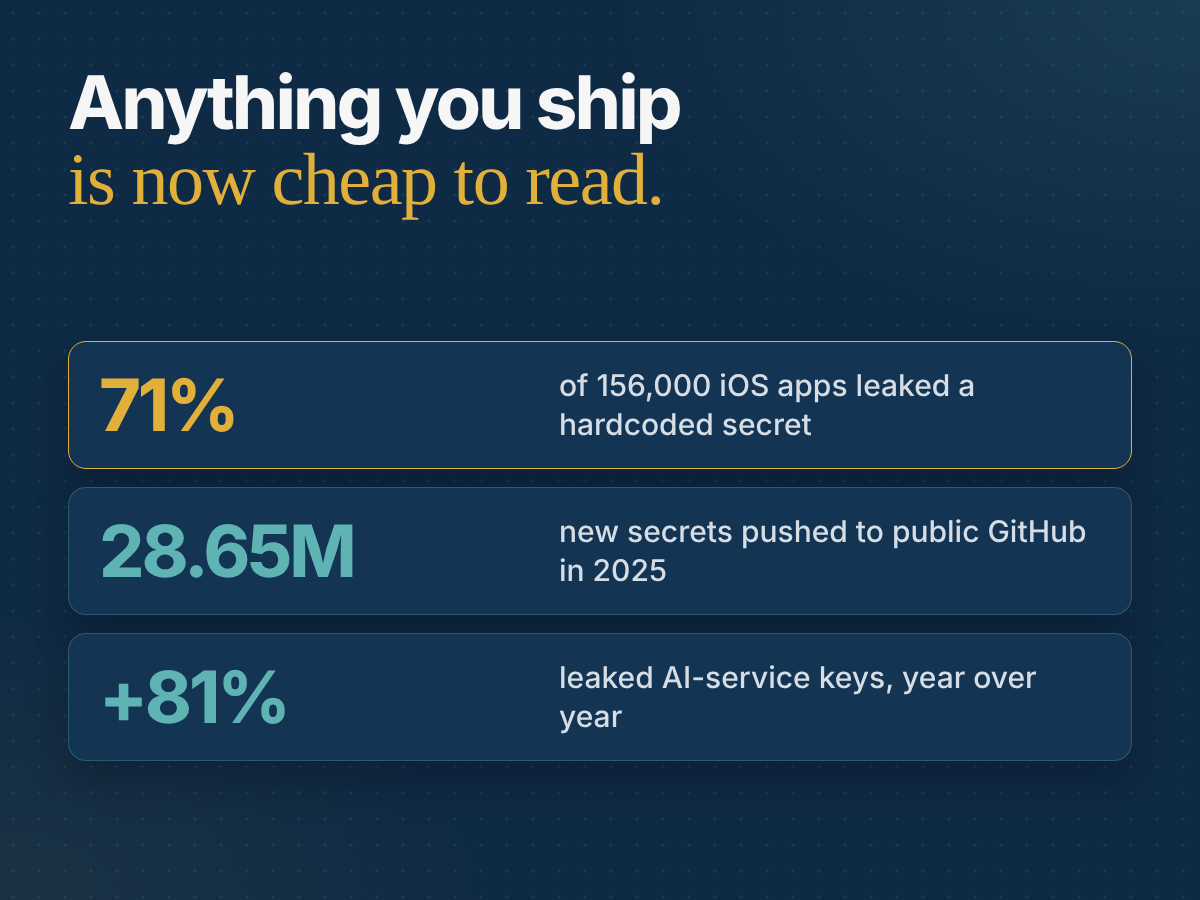 Anything you ship
is now cheap to read.
71%
of 156,000 iOS apps leaked a
hardcoded secret
28.65M
new secrets pushed to public GitHub
in 2025
+81%
leaked AI-service keys, year over
year